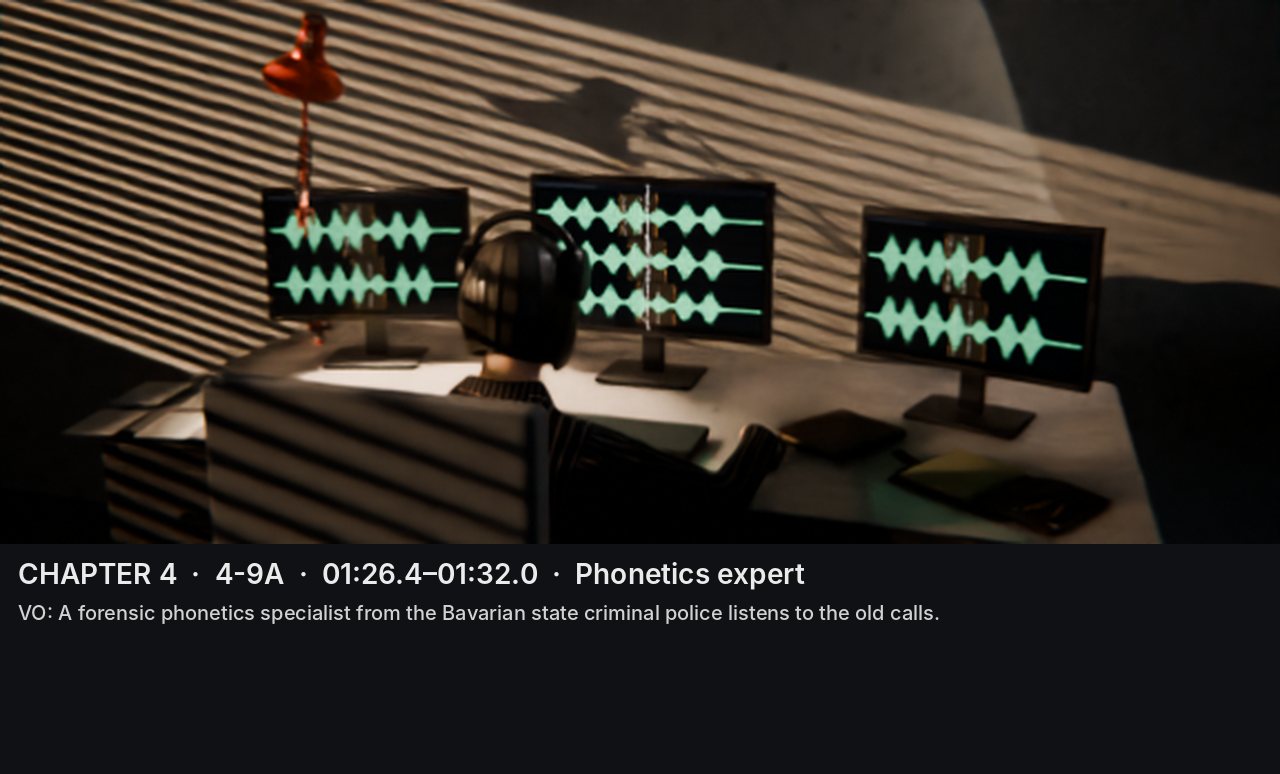 CHAPTER 4 · 4-9A · 01:26.4–01:32.0 · Phonetics expert
VO: A forensic phonetics specialist from the Bavarian state criminal police listens to the old calls.